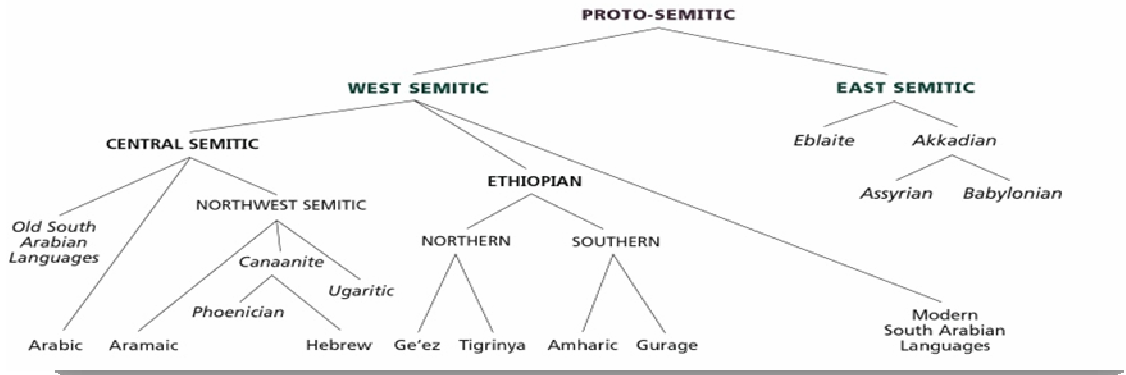 PROTO-SEMITIC
WEST SEMITIC
EAST SEMITIC
CENTRAL SEMITIC
Eblaite
Akkadian
ETHIOPIAN
Assyrian
Babylonian
NORTHWEST SEMITIC
Old South
Arabian
Languages
NORTHERN
SOUTHERN
Canaanite
Ugaritic
Phoenician
Modern
South Arabian
Languages
Arabic
Aramaic
Hebrew
Ge’ez
Tigrinya
Amharic
Gurage